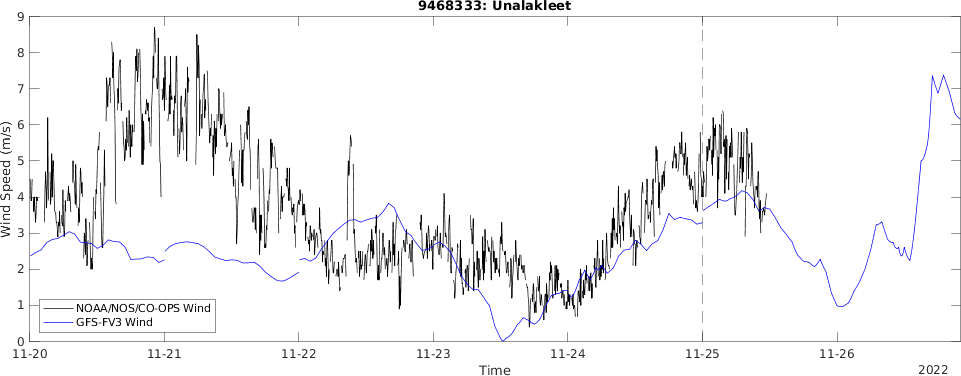 9468333: Unalakleet
Wind Speed (m/s)
9
8
7
6
5
4
3
2
1
0
NOAA/NOS/CO-OPS Wind
GFS-FV3 Wind
11-20 11-21 11-22 11-23 11-24 11-25 11-26
Time
2022